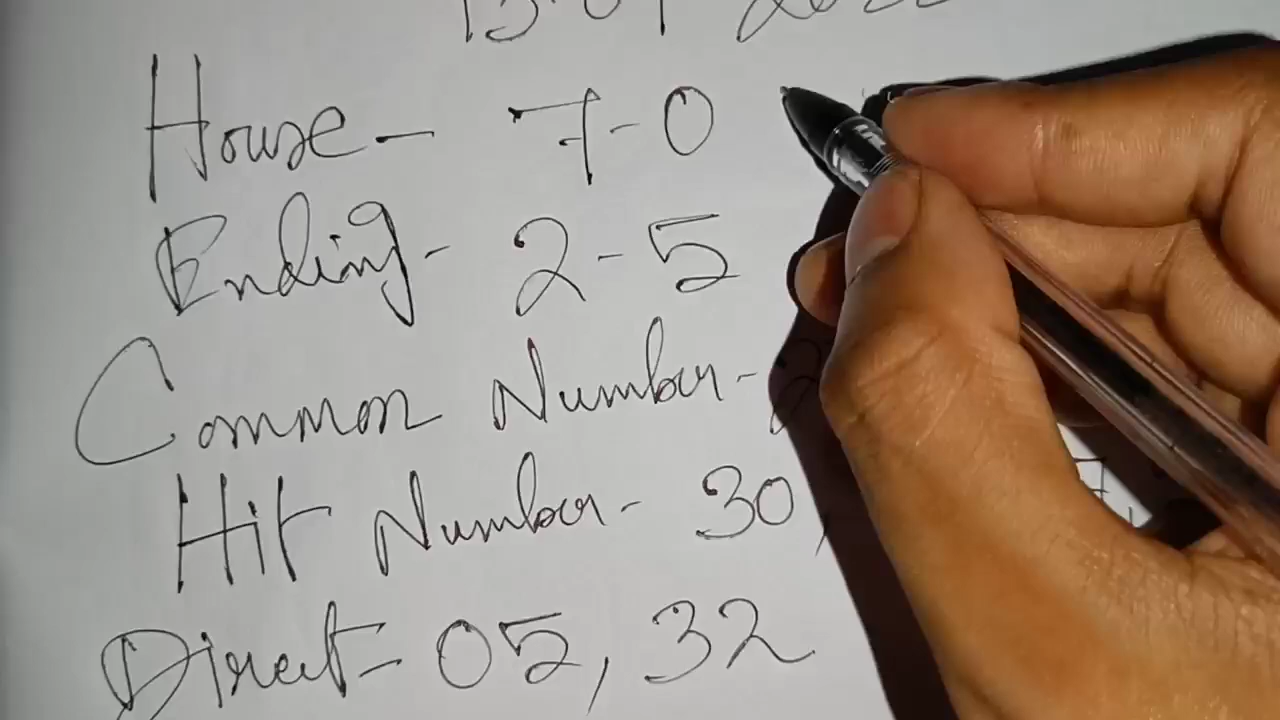 House- 7-0
Ending- 2-5
Common Number-
Hit Number- 30,
Direct= 05, 32